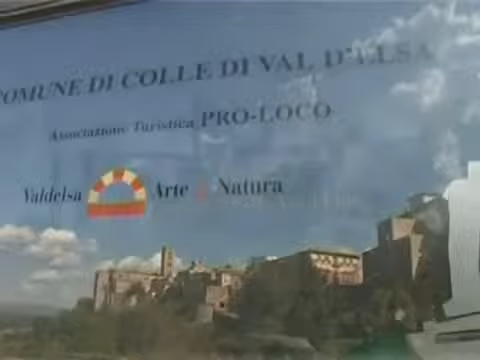 COMUNE DI COLLE DI VAL D'ELSA
Associazione Turistica PRO-LOCO
Valdelsa Arte e Natura